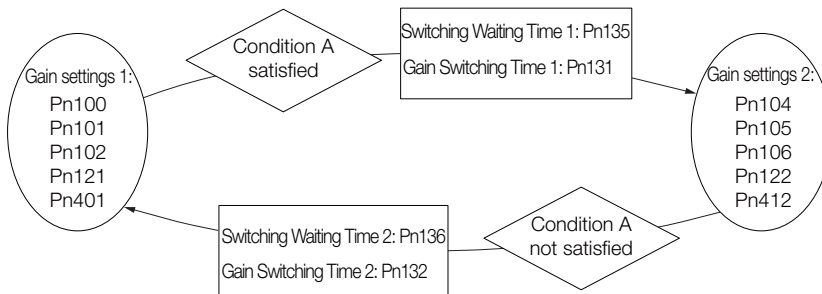 Gain settings 1:
Pn100
Pn101
Pn102
Pn121
Pn401
Condition A
satisfied
Switching Waiting Time 1: Pn135
Gain Switching Time 1: Pn131
Gain settings 2:
Pn104
Pn105
Pn106
Pn122
Pn412
Switching Waiting Time 2: Pn136
Gain Switching Time 2: Pn132
Condition A
not satisfied